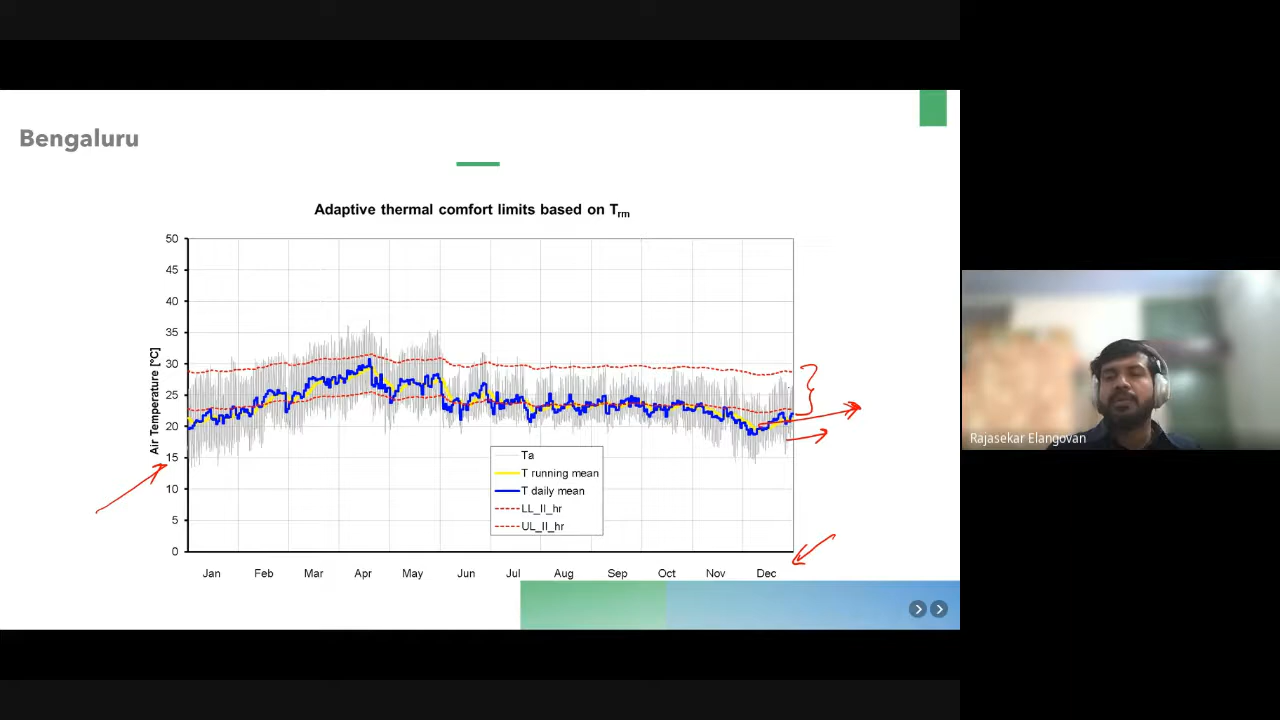 Bengaluru
Adaptive thermal comfort limits based on Trm
Air Temperature [°C]
50
45
40
35
30
25
20
15
10
5
0
Ta
T running mean
T daily mean
LL_II_hr
UL_II_hr
Jan Feb Mar Apr May Jun Jul Aug Sep Oct Nov Dec
Rajasekar Elangovan